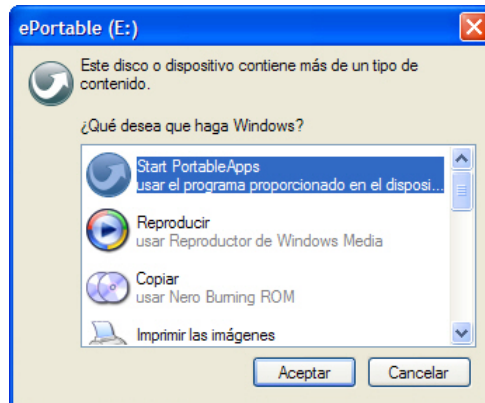 ePortable (E:)
Este disco o dispositivo contiene más de un tipo de
contenido.
¿Qué desea que haga Windows?
Start PortableApps
usar el programa proporcionado en el disposi...
Reproducir
usar Reproductor de Windows Media
Copiar
usar Nero Burning ROM
Imprimir las imágenes
Aceptar
Cancelar